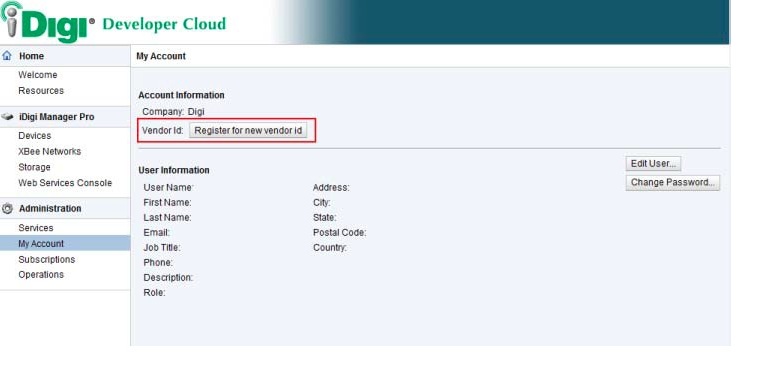 iDigi® Developer Cloud
Home
Welcome
Resources
iDigi Manager Pro
Devices
XBee Networks
Storage
Web Services Console
Administration
Services
My Account
Subscriptions
Operations
My Account
Account Information
Company: Digi
Vendor Id: Register for new vendor id
User Information
Edit User...
Change Password...
User Name:
First Name:
Last Name:
Email:
Job Title:
Phone:
Description:
Role:
Address:
City:
State:
Postal Code:
Country: